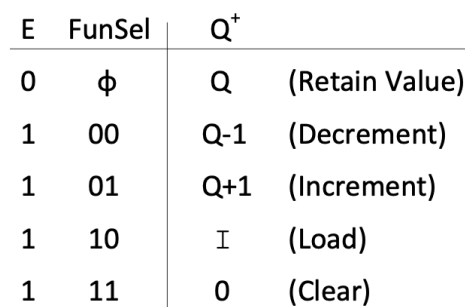 E FunSel Q+
0 ϕ Q (Retain Value)
1 00 Q-1 (Decrement)
1 01 Q+1 (Increment)
1 10 I (Load)
1 11 0 (Clear)